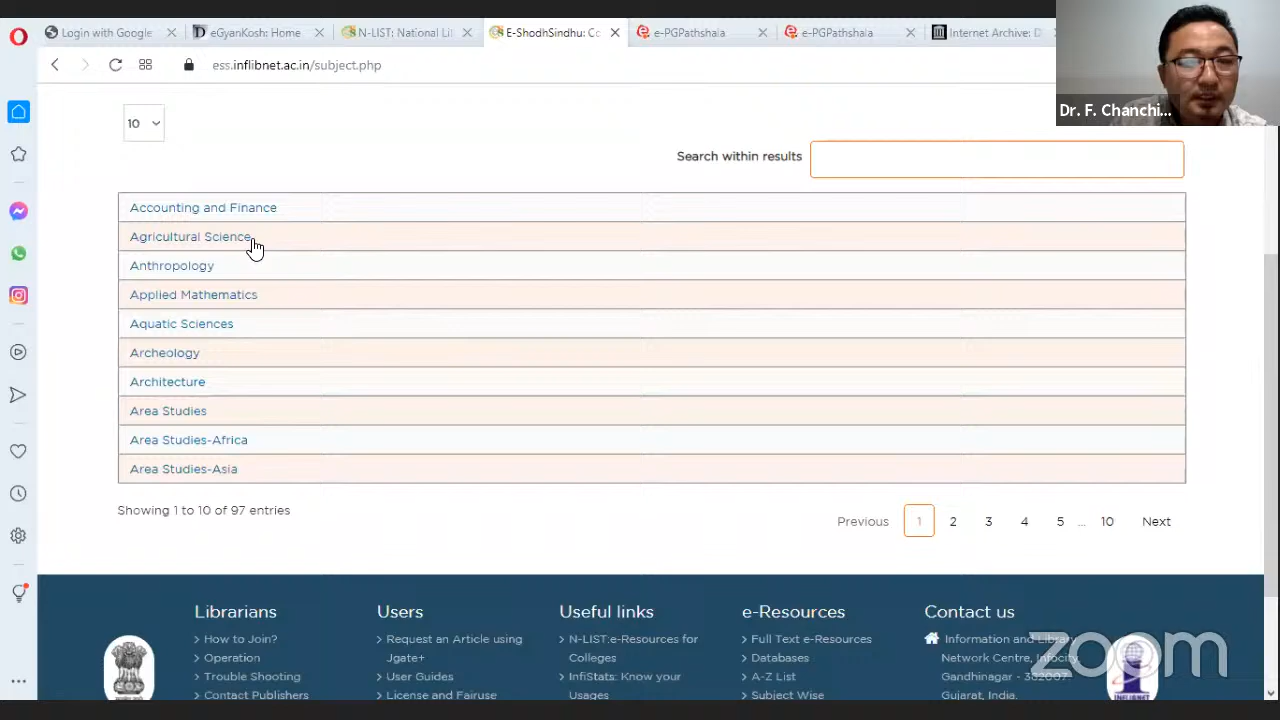 Login with Google
eGyanKosh: Home
N-LIST: National Li
E-ShodhSindhu: Co
e-PGPathshala
e-PGPathshala
Internet Archive: D
ess.inflibnet.ac.in/subject.php
Dr. F. Chanchi...
10
Search within results
Accounting and Finance
Agricultural Science
Anthropology
Applied Mathematics
Aquatic Sciences
Archeology
Architecture
Area Studies
Area Studies-Africa
Area Studies-Asia
Showing 1 to 10 of 97 entries
Previous 1 2 3 4 5 ... 10 Next
Librarians
> How to Join?
> Operation
> Trouble Shooting
> Contact Publishers
Users
> Request an Article using
Jgate+
> User Guides
> License and Fairuse
Useful links
> N-LIST:e-Resources for
Colleges
> InfiStats: Know your
Usages
e-Resources
> Full Text e-Resources
> Databases
> A-Z List
> Subject Wise
Contact us
Information and Library
Network Centre, Infocity,
Gandhinagar - 382007,
Gujarat, India.
zoom
INFLIBNET